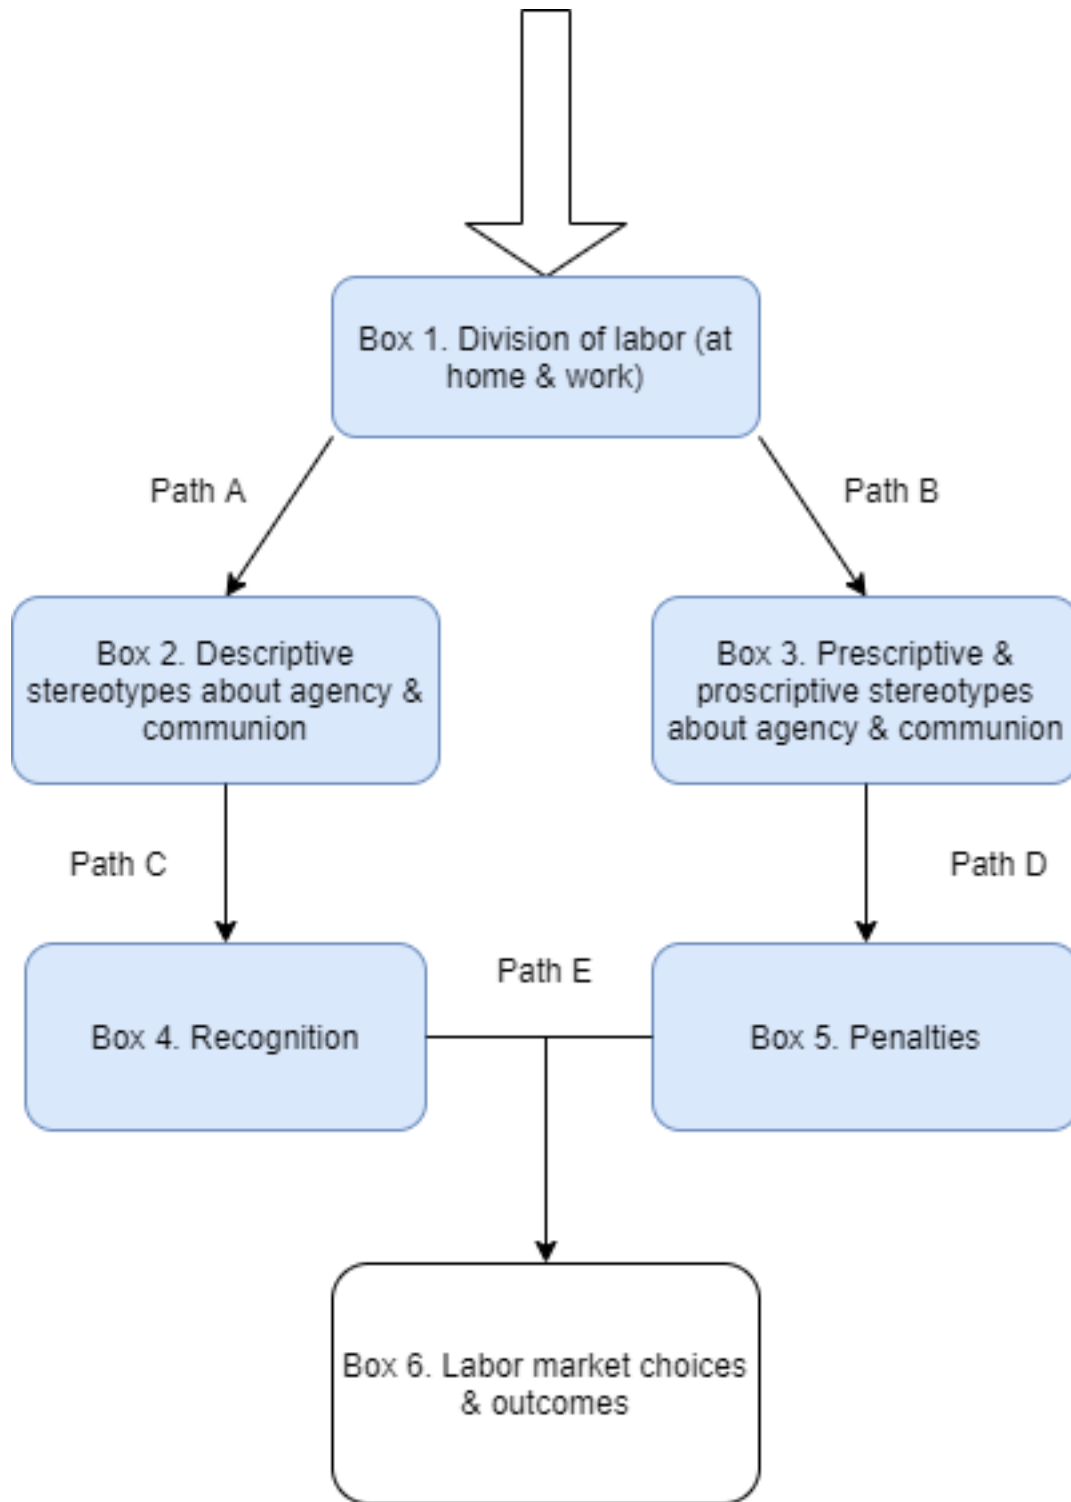 Box 1. Division of labor (at
home & work)
Path A
Path B
Box 2. Descriptive
stereotypes about agency &
communion
Box 3. Prescriptive &
proscriptive stereotypes
about agency & communion
Path C
Path D
Path E
Box 4. Recognition
Box 5. Penalties
Box 6. Labor market choices
& outcomes